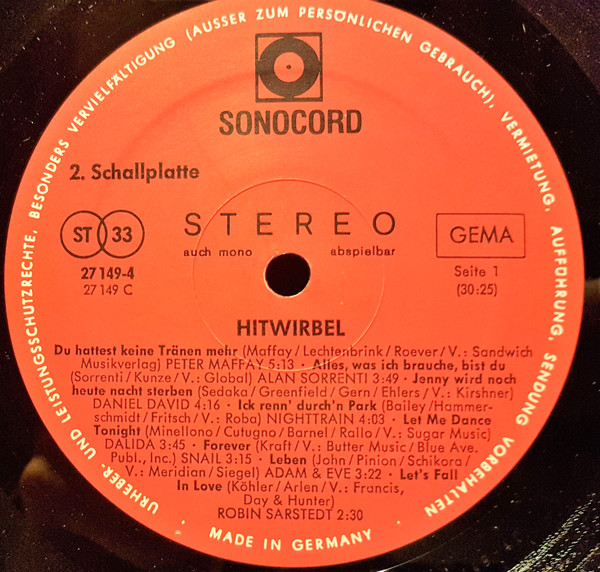 URHEBER- UND LEISTUNGSSCHUTZRECHTE, BESONDERS VERVIELFÄLTIGUNG (AUSSER ZUM PERSÖNLICHEN GEBRAUCH), VERMIETUNG, AUFFÜHRUNG, SENDUNG VORBEHALTEN
SONOCORD
2. Schallplatte
STEREO
ST 33
auch mono abspielbar
GEMA
27 149-4
27 149 C
Seite 1
(30:25)
HITWIRBEL
Du hattest keine Tränen mehr (Maffay/Lechtenbrink/Roever/V.: Sandwich
Musikverlag) PETER MAFFAY 5:13 · Alles, was ich brauche, bist du
(Sorrenti/Kunze/V.: Global) ALAN SORRENTI 3:49 · Jenny wird noch
heute nacht sterben (Sedaka/Greenfield/Gern/Ehlers/V.: Kirshner)
DANIEL DAVID 4:16 · Ick renn' durch'n Park (Bailey/Hammer-
schmidt/Fritsch/V.: Roba) NIGHTTRAIN 4:03 · Let Me Dance
Tonight (Minellono/Cutugno/Barnel/Rallo/V.: Sugar Music)
DALIDA 3:45 · Forever (Kraft/V.: Butter Music/Blue Ave.
Publ., Inc.) SNAIL 3:15 · Leben (John/Pinion/Schikora/
V.: Meridian/Siegel) ADAM & EVE 3:22 · Let's Fall
In Love (Köhler/Arlen/V.: Francis,
Day & Hunter)
ROBIN SARSTEDT 2:30
· MADE IN GERMANY ·